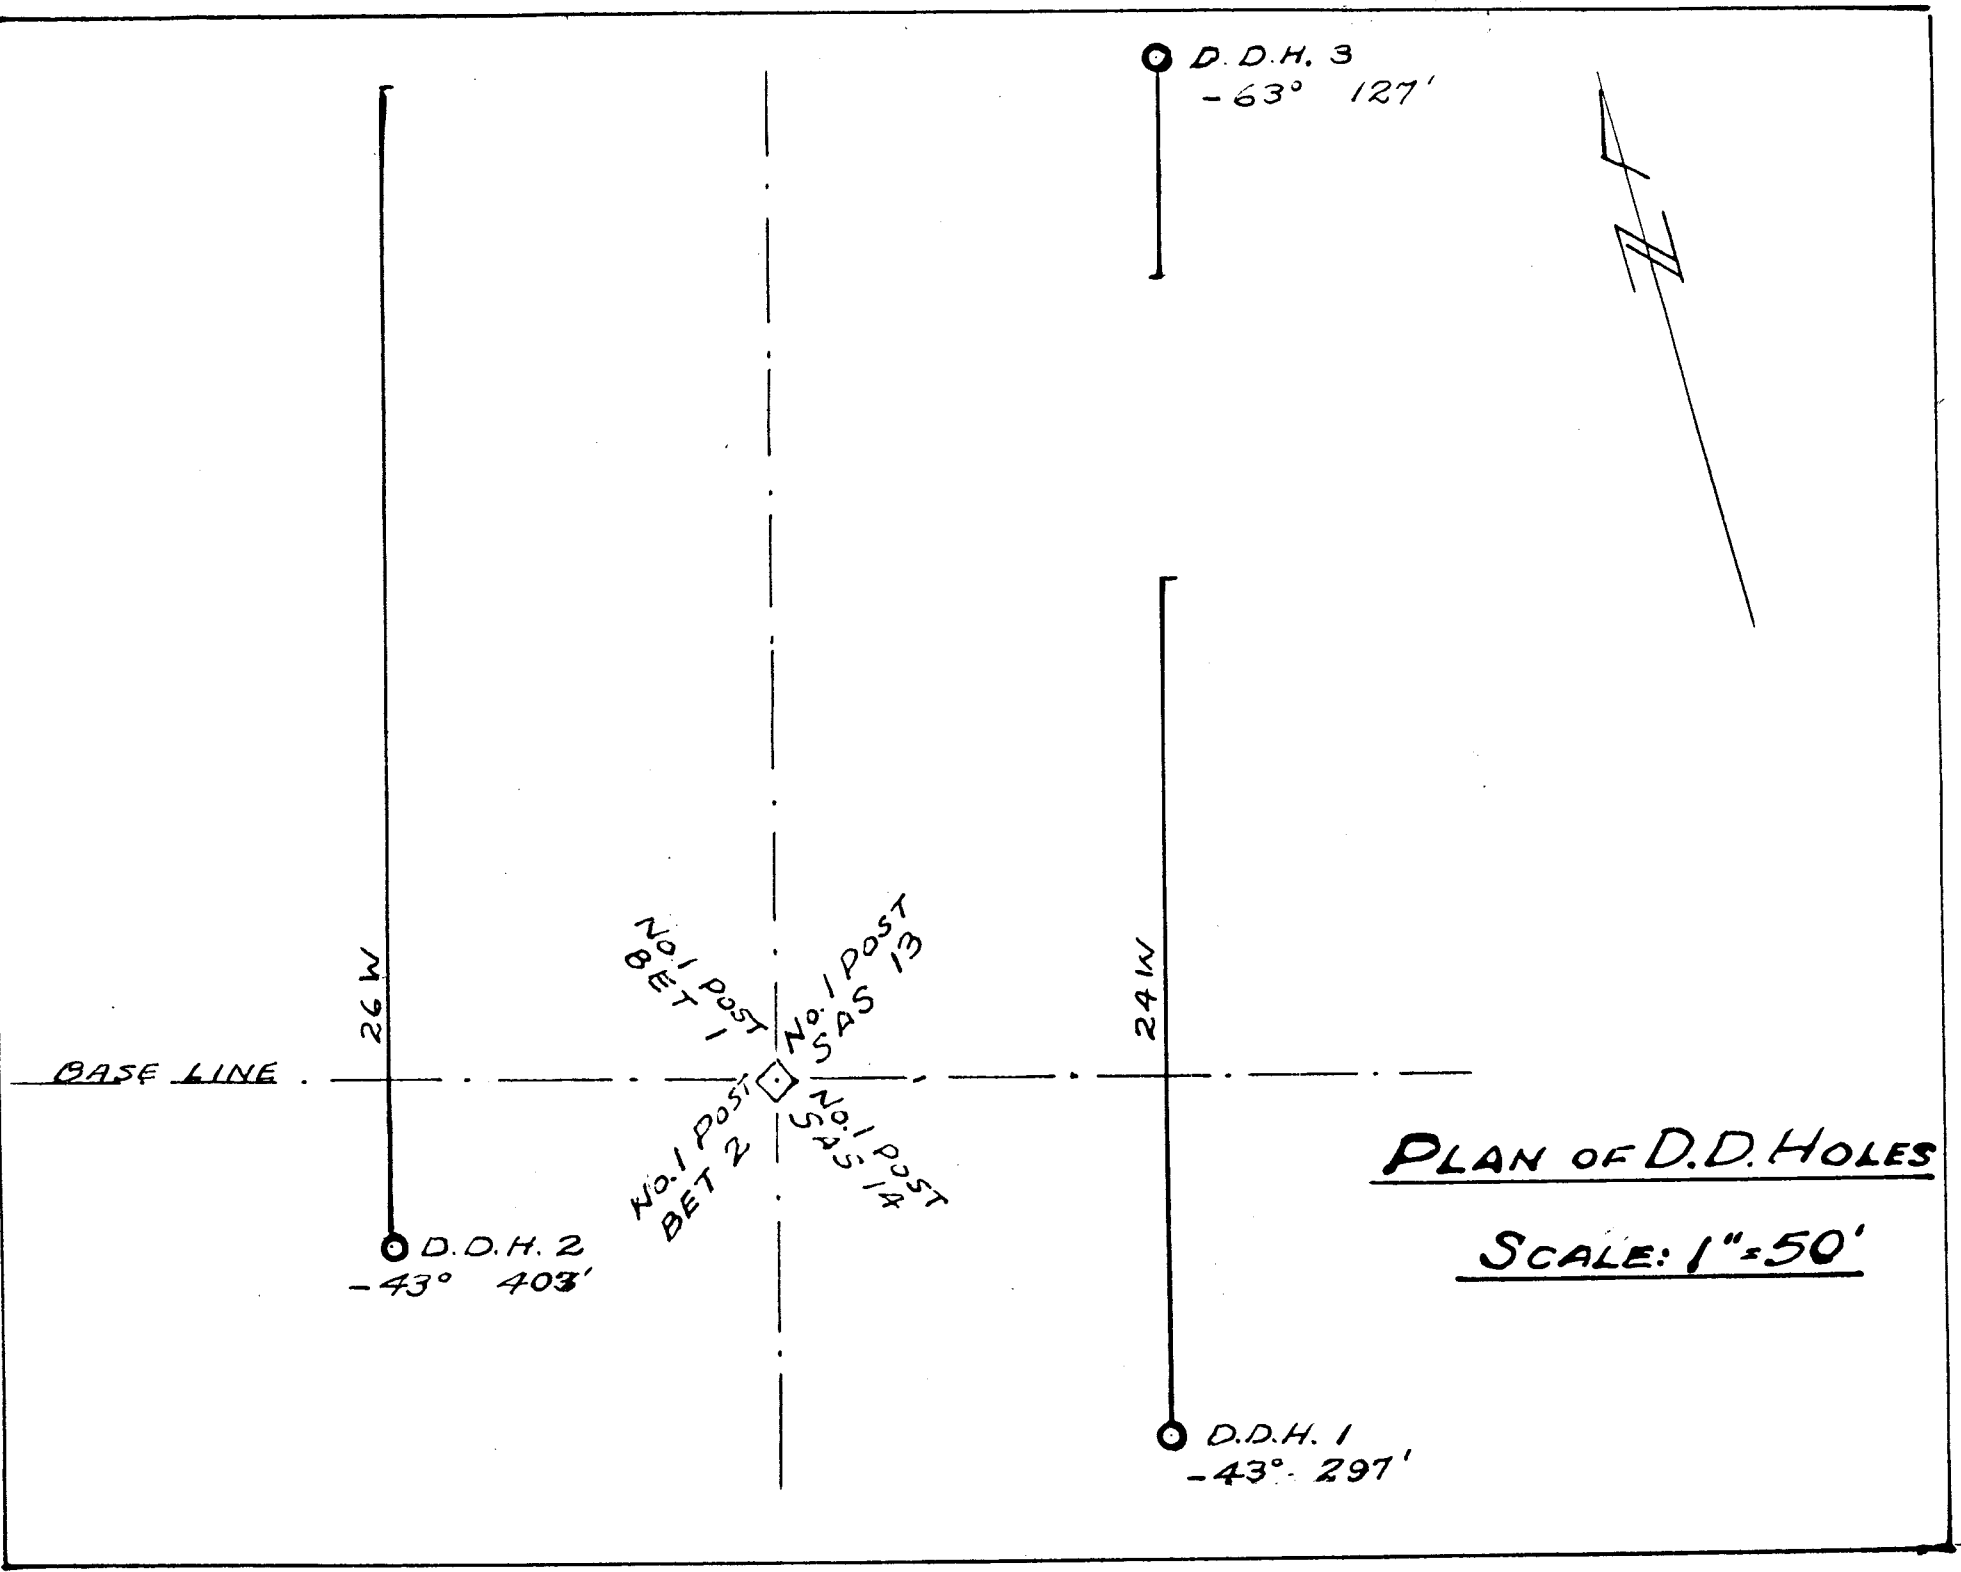 D.D.H. 3
-63° 127'
N
26 W
24 W
No.1 POST
BET 1
No.1 POST
SAS 13
BASE LINE
No.1 POST
BET 2
No.1 POST
SAS 14
PLAN OF D.D. HOLES
SCALE: 1"=50'
D.D.H. 2
-43° 403'
D.D.H. 1
-43° 297'